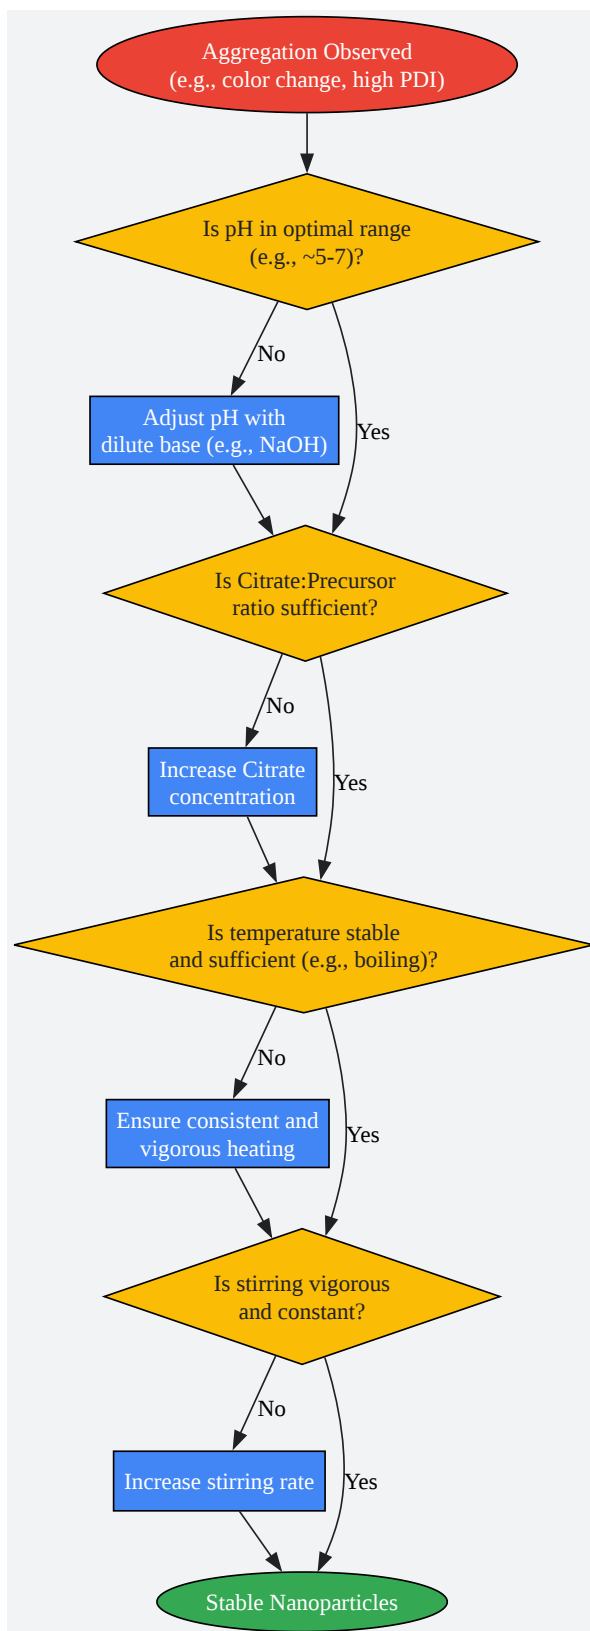 Aggregation Observed
(e.g., color change, high PDI)
Is pH in optimal range
(e.g., ~5-7)?
No
Adjust pH with
dilute base (e.g., NaOH)
Yes
Is Citrate:Precursor
ratio sufficient?
No
Increase Citrate
concentration
Yes
Is temperature stable
and sufficient (e.g., boiling)?
No
Ensure consistent and
vigorous heating
Yes
Is stirring vigorous
and constant?
No
Increase stirring rate
Yes
Stable Nanoparticles